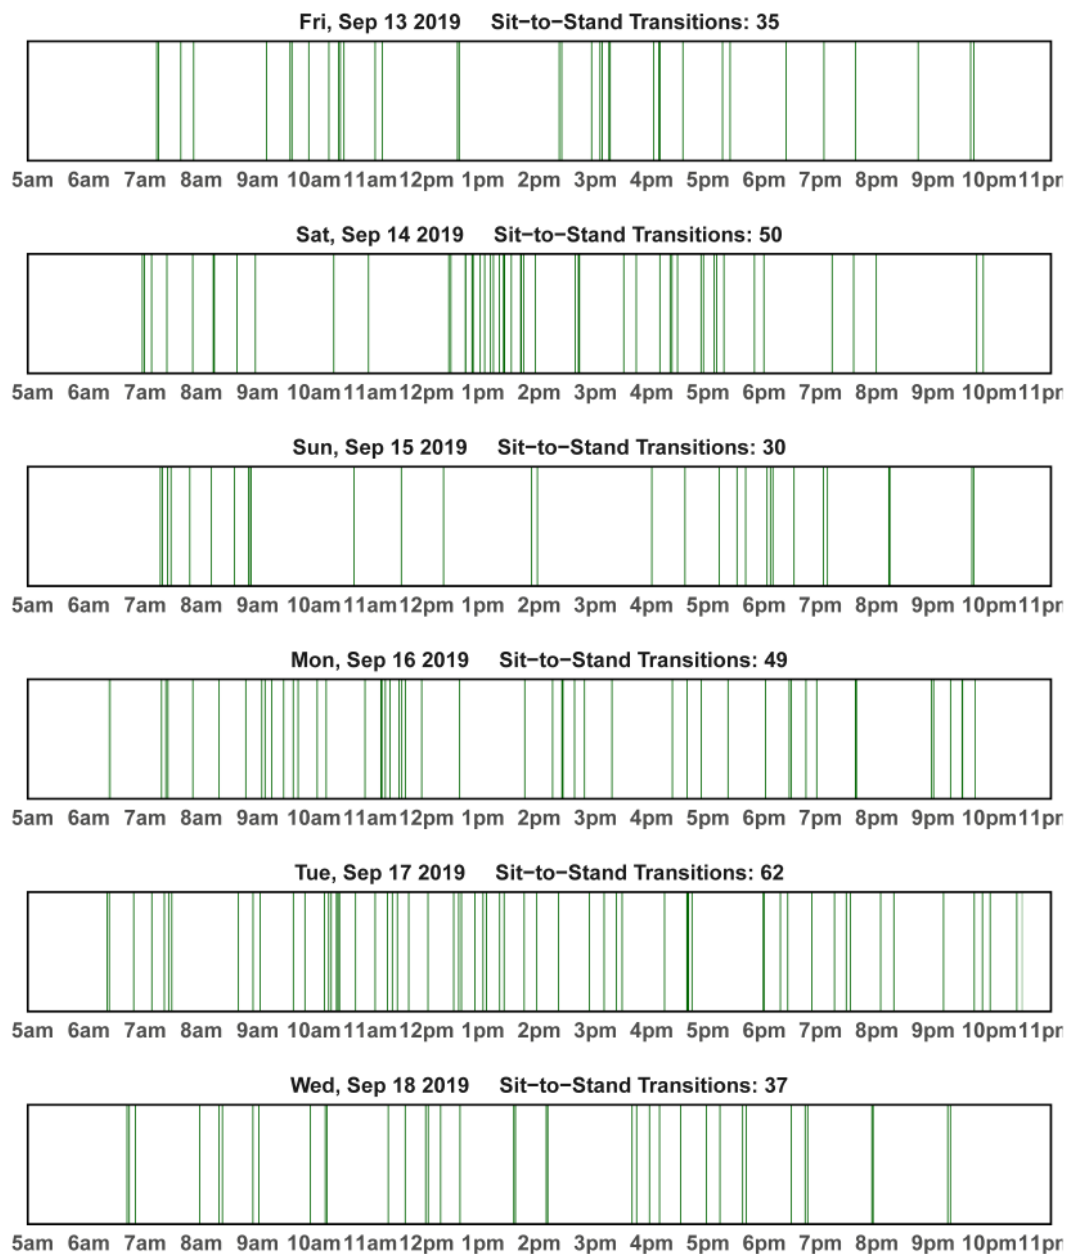 Fri, Sep 13 2019 Sit−to−Stand Transitions: 35
5am 6am 7am 8am 9am 10am 11am 12pm 1pm 2pm 3pm 4pm 5pm 6pm 7pm 8pm 9pm 10pm 11pr
Sat, Sep 14 2019 Sit−to−Stand Transitions: 50
5am 6am 7am 8am 9am 10am 11am 12pm 1pm 2pm 3pm 4pm 5pm 6pm 7pm 8pm 9pm 10pm 11pr
Sun, Sep 15 2019 Sit−to−Stand Transitions: 30
5am 6am 7am 8am 9am 10am 11am 12pm 1pm 2pm 3pm 4pm 5pm 6pm 7pm 8pm 9pm 10pm 11pr
Mon, Sep 16 2019 Sit−to−Stand Transitions: 49
5am 6am 7am 8am 9am 10am 11am 12pm 1pm 2pm 3pm 4pm 5pm 6pm 7pm 8pm 9pm 10pm 11pr
Tue, Sep 17 2019 Sit−to−Stand Transitions: 62
5am 6am 7am 8am 9am 10am 11am 12pm 1pm 2pm 3pm 4pm 5pm 6pm 7pm 8pm 9pm 10pm 11pr
Wed, Sep 18 2019 Sit−to−Stand Transitions: 37
5am 6am 7am 8am 9am 10am 11am 12pm 1pm 2pm 3pm 4pm 5pm 6pm 7pm 8pm 9pm 10pm 11pr